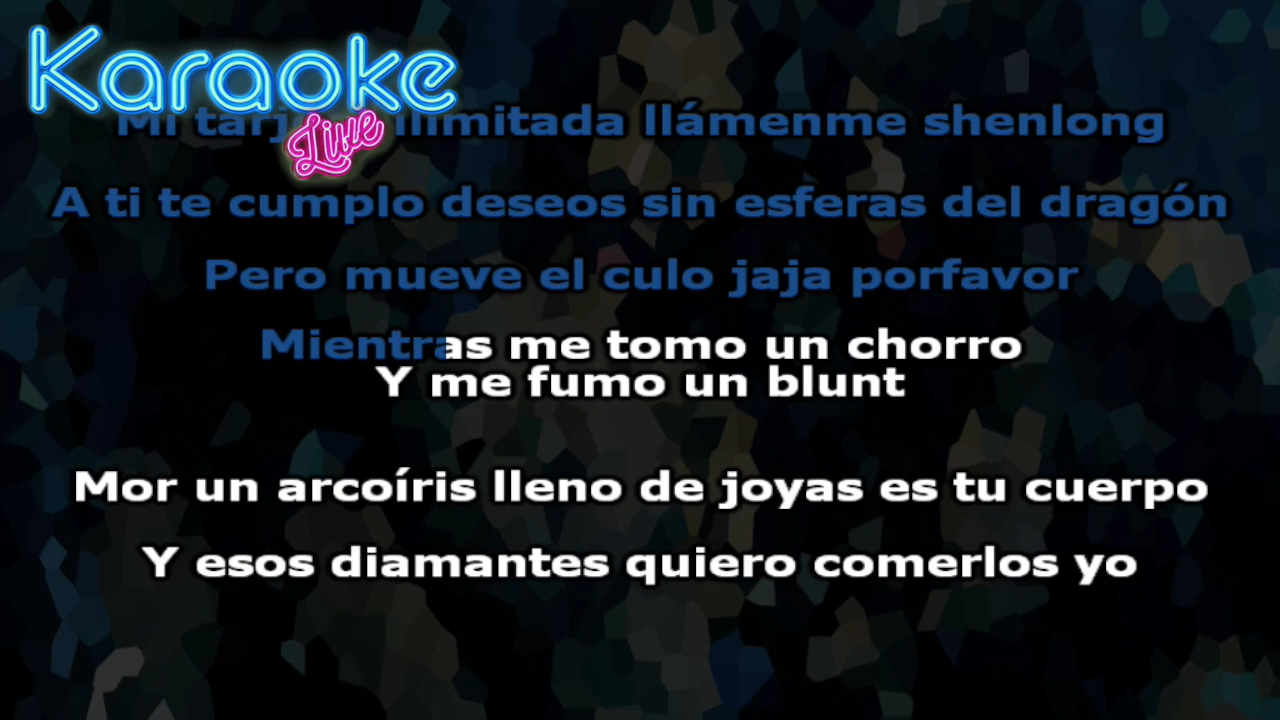 Karaoke
Live
Mi ilimitada llámenme shenlong
A ti te cumplo deseos sin esferas del dragón
Pero mueve el culo jaja porfavor
Mientras me tomo un chorro
Y me fumo un blunt
Mor un arcoíris lleno de joyas es tu cuerpo
Y esos diamantes quiero comerlos yo